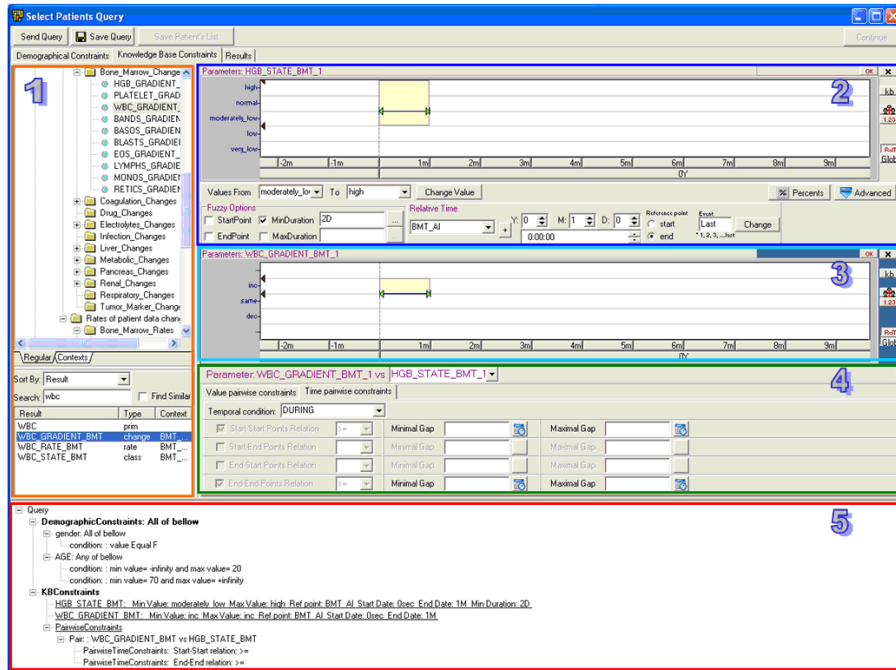 Select Patients Query
Send Query Save Query Save Patient's List Continue
Demographical Constraints Knowledge Base Constraints Results
1
Bone_Marrow_Change
HGB_GRADIENT_
PLATELET_GRAD
WBC_GRADIENT_
BANDS_GRADIEN
BASOS_GRADIEN
BLASTS_GRADIEN
EOS_GRADIENT_
LYMPHS_GRADIE
MONOS_GRADIEN
RETICS_GRADIEN
Coagulation_Changes
Drug_Changes
Electrolytes_Changes
Infection_Changes
Liver_Changes
Metabolic_Changes
Pancreas_Changes
Renal_Changes
Respiratory_Changes
Tumor_Marker_Change
Rates of patient data chan
Bone_Marrow_Rates
Regular Contexts
Sort By: Result
Search: wbc Find Similar
Result Type Context
WBC prim
WBC_GRADIENT_BMT change BMT_...
WBC_RATE_BMT rate BMT_...
WBC_STATE_BMT class BMT_...
Parameters: HGB_STATE_BMT_1 OK
2
high
normal
moderately_low
low
very_low
-2m -1m 1m 2m 3m 4m 5m 6m 7m 8m 9m
0Y
kb
1.23
Glob
Values From moderately_lo To high Change Value Percents Advanced
Fuzzy Options
StartPoint MinDuration 2D ...
EndPoint MaxDuration
Relative Time
BMT_AI + Y: 0 M: 1 D: 0
0:00:00
Reference point
start
end
Event
Last
Change
Parameters: WBC_GRADIENT_BMT_1 OK
3
inc
same
dec
-2m -1m 1m 2m 3m 4m 5m 6m 7m 8m 9m
0Y
kb
1.23
Glob
Parameter: WBC_GRADIENT_BMT_1 vs HGB_STATE_BMT_1
4
Value pairwise constraints Time pairwise constraints
Temporal condition: DURING
Start-Start Points Relation >= Minimal Gap Maximal Gap
Start-End Points Relation Minimal Gap Maximal Gap
End-Start Points Relation Minimal Gap Maximal Gap
End-End Points Relation >= Minimal Gap Maximal Gap
5
Query
DemographicConstraints: All of bellow
gender: All of bellow
condition: : value Equal F
AGE: Any of bellow
condition: : min value= -infinity and max value= 20
condition: : min value= 70 and max value= +infinity
KBConstraints
HGB_STATE_BMT: Min Value: moderately_low Max Value: high Ref point: BMT_AI Start Date: 0sec End Date: 1M Min Duration: 2D
WBC_GRADIENT_BMT: Min Value: inc Max Value: inc Ref point: BMT_AI Start Date: 0sec End Date: 1M
PairwiseConstraints
Pair: : WBC_GRADIENT_BMT vs HGB_STATE_BMT
PairwiseTimeConstraints: Start-Start relation: >=
PairwiseTimeConstraints: End-End relation: >=